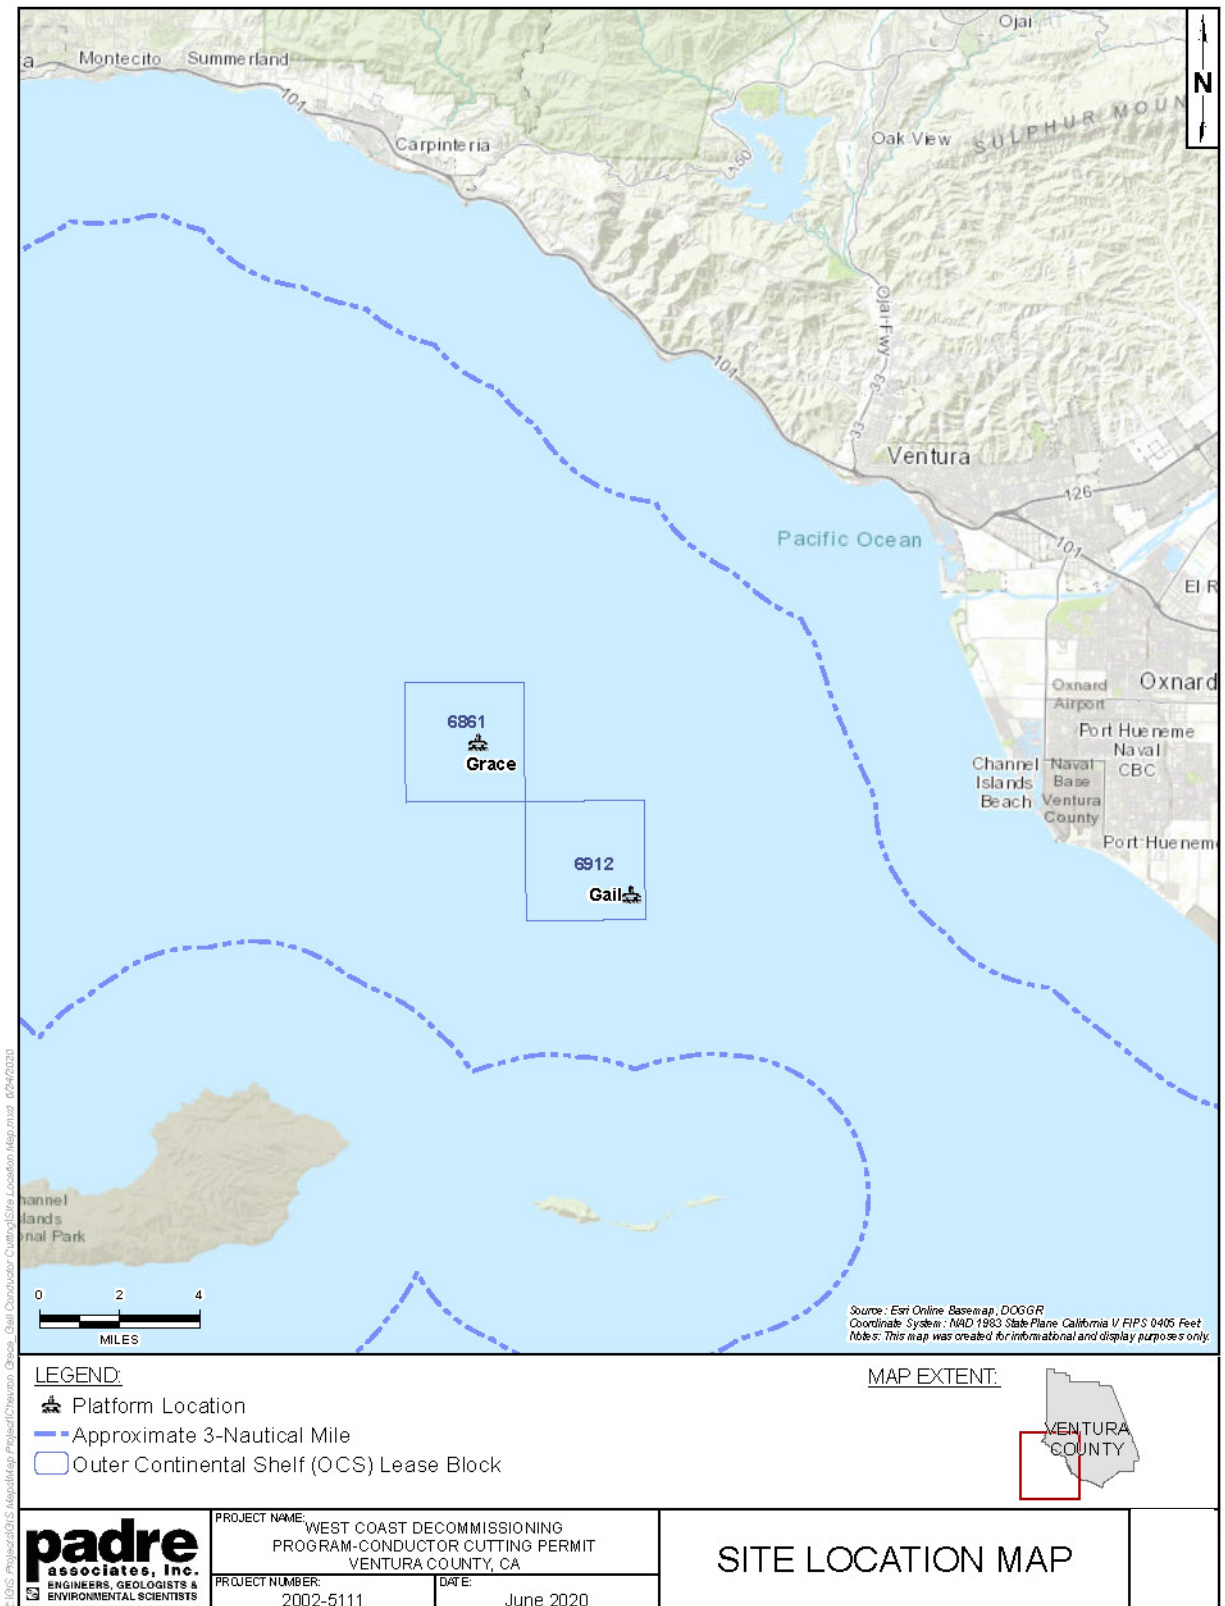 Ojai
N
a
Montecito
Summerland
101
Carpinteria
150
Oak View
SULPHUR MOUN
Ojai Fwy
33
101
33
Ventura
126
Pacific Ocean
101
El R
Oxnard
Airport
Oxnard
6861
Grace
Port Hueneme
Naval
CBC
Channel
Islands
Beach
Naval
Base
Ventura
County
Port Huenem
6912
Gail
hannel
lands
onal Park
0 2 4
MILES
Source: Esri Online Basemap, DOGGR
Coordinate System: NAD 1983 StatePlane California V FIPS 0405 Feet
Notes: This map was created for informational and display purposes only.
LEGEND:
Platform Location
Approximate 3-Nautical Mile
Outer Continental Shelf (OCS) Lease Block
MAP EXTENT:
VENTURA
COUNTY
padre
associates, inc.
ENGINEERS, GEOLOGISTS &
ENVIRONMENTAL SCIENTISTS
PROJECT NAME:
WEST COAST DECOMMISSIONING
PROGRAM-CONDUCTOR CUTTING PERMIT
VENTURA COUNTY, CA
PROJECT NUMBER:
2002-5111
DATE:
June 2020
SITE LOCATION MAP